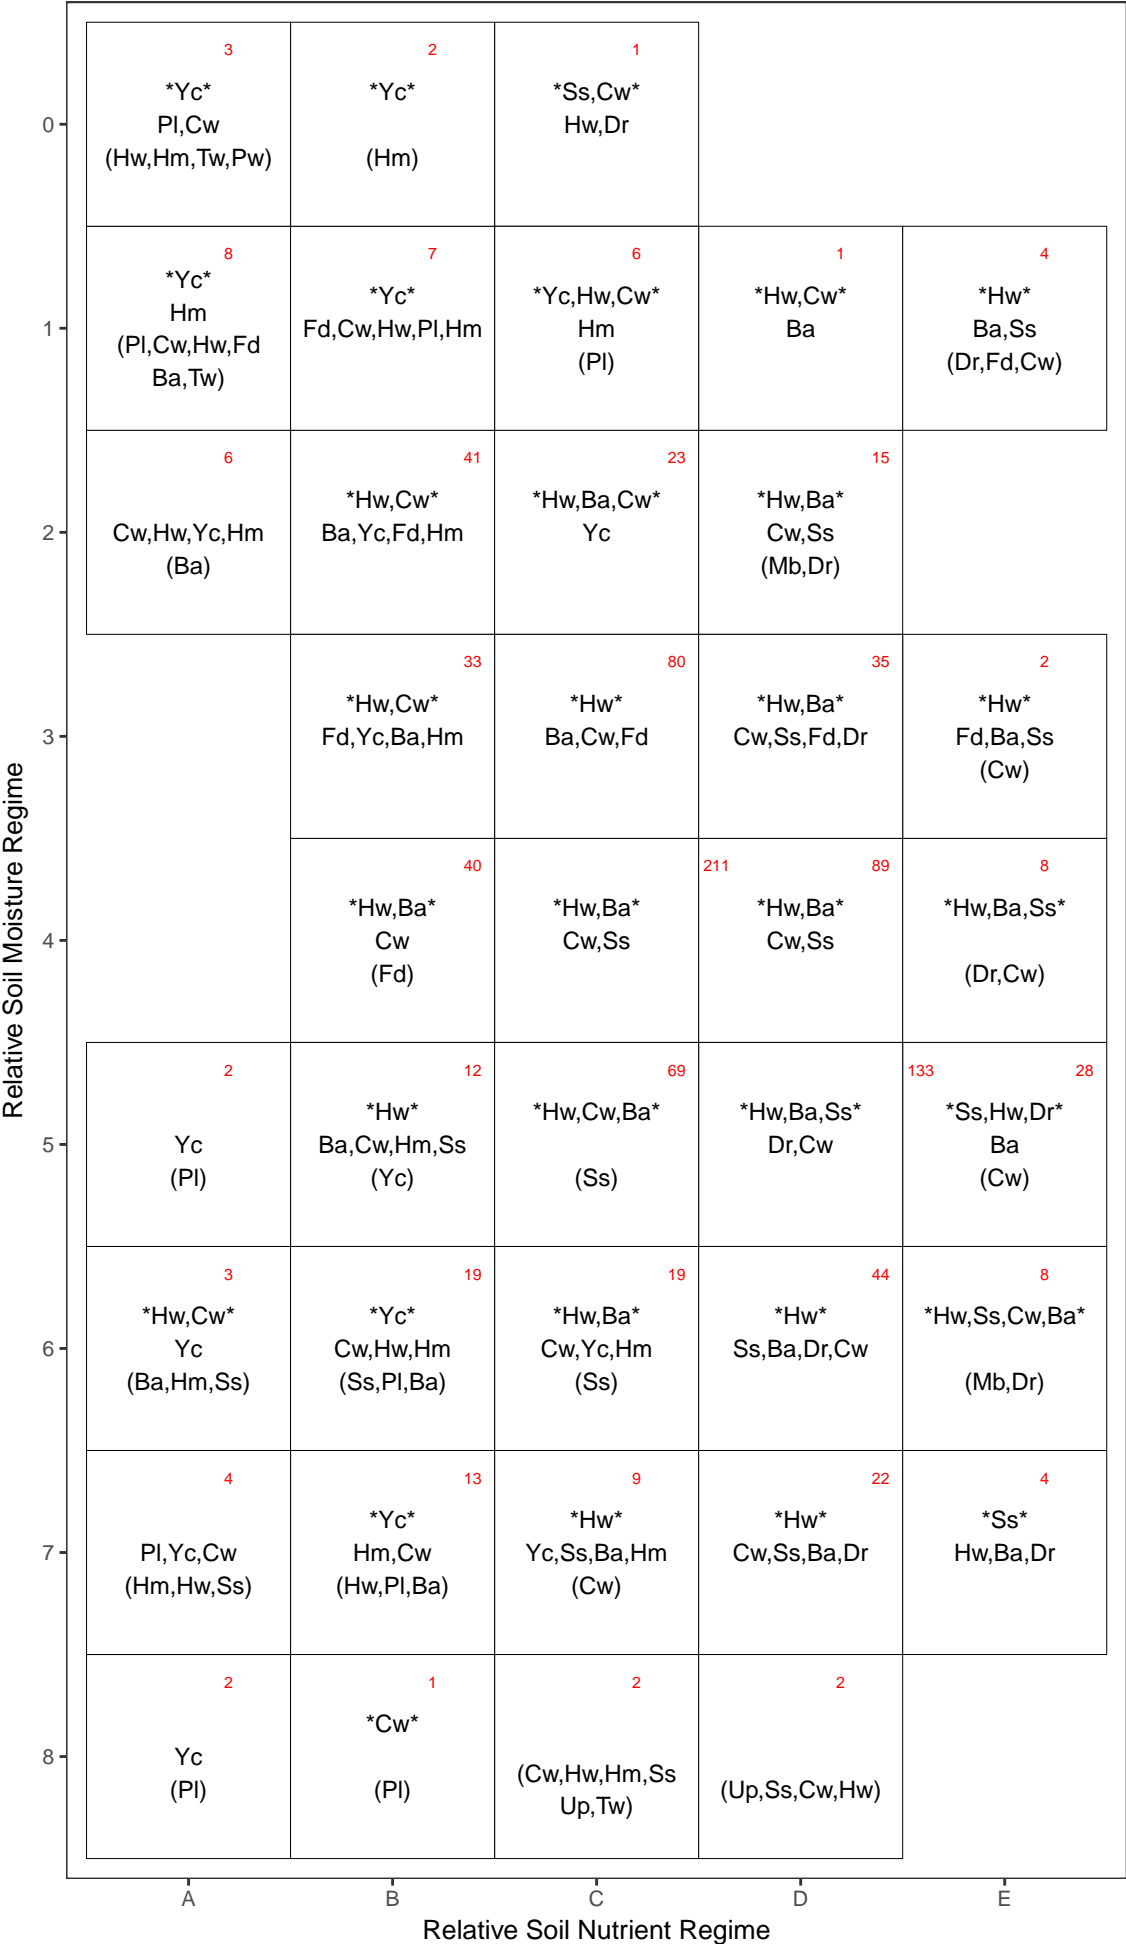 3
2
1
*Yc*
*Yc*
*Ss,Cw*
0
Pl,Cw
Hw,Dr
(Hw,Hm,Tw,Pw)
(Hm)
8
7
6
1
4
*Yc*
*Yc*
*Yc,Hw,Cw*
*Hw,Cw*
*Hw*
1
Hm
Fd,Cw,Hw,Pl,Hm
Hm
Ba
Ba,Ss
(Pl,Cw,Hw,Fd
Ba,Tw)
(Pl)
(Dr,Fd,Cw)
6
41
23
15
*Hw,Cw*
*Hw,Ba,Cw*
*Hw,Ba*
2
Cw,Hw,Yc,Hm
Ba,Yc,Fd,Hm
Yc
Cw,Ss
(Ba)
(Mb,Dr)
33
80
35
2
*Hw,Cw*
*Hw*
*Hw,Ba*
*Hw*
3
Fd,Yc,Ba,Hm
Ba,Cw,Fd
Cw,Ss,Fd,Dr
Fd,Ba,Ss
(Cw)
40
211
89
8
*Hw,Ba*
*Hw,Ba*
*Hw,Ba*
*Hw,Ba,Ss*
4
Cw
Cw,Ss
Cw,Ss
(Fd)
(Dr,Cw)
2
12
69
133
28
*Hw*
*Hw,Cw,Ba*
*Hw,Ba,Ss*
*Ss,Hw,Dr*
5
Yc
Ba,Cw,Hm,Ss
Dr,Cw
Ba
(Pl)
(Yc)
(Ss)
(Cw)
3
19
19
44
8
*Hw,Cw*
*Yc*
*Hw,Ba*
*Hw*
*Hw,Ss,Cw,Ba*
6
Yc
Cw,Hw,Hm
Cw,Yc,Hm
Ss,Ba,Dr,Cw
(Ba,Hm,Ss)
(Ss,Pl,Ba)
(Ss)
(Mb,Dr)
4
13
9
22
4
*Yc*
*Hw*
*Hw*
*Ss*
7
Pl,Yc,Cw
Hm,Cw
Yc,Ss,Ba,Hm
Cw,Ss,Ba,Dr
Hw,Ba,Dr
(Hm,Hw,Ss)
(Hw,Pl,Ba)
(Cw)
2
1
2
2
*Cw*
8
Yc
(Pl)
(Pl)
(Cw,Hw,Hm,Ss
Up,Tw)
(Up,Ss,Cw,Hw)
A
B
C
D
E
Relative Soil Nutrient Regime
Relative Soil Moisture Regime